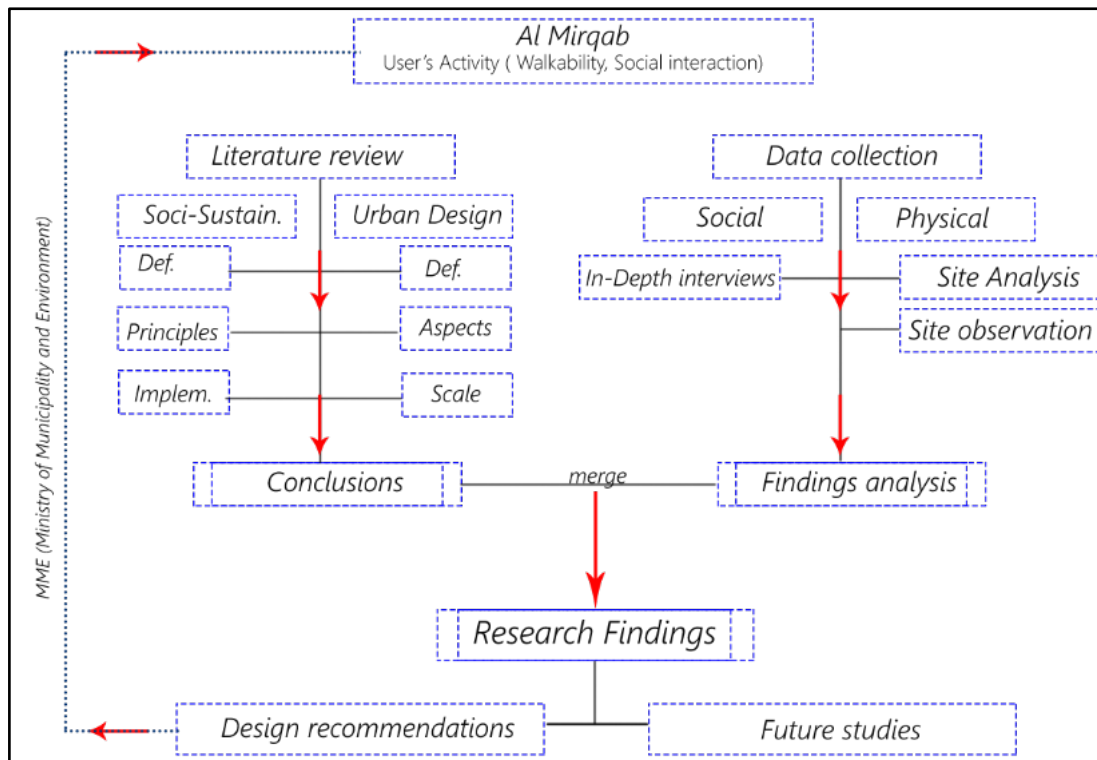 Al Mirqab
User's Activity ( Walkability, Social interaction)
Literature review
Data collection
Soci-Sustain.
Urban Design
Social
Physical
Def.
Def.
In-Depth interviews
Site Analysis
Principles
Aspects
Site observation
Implem.
Scale
Conclusions
merge
Findings analysis
Research Findings
Design recommendations
Future studies
MME (Ministry of Municipality and Environment)